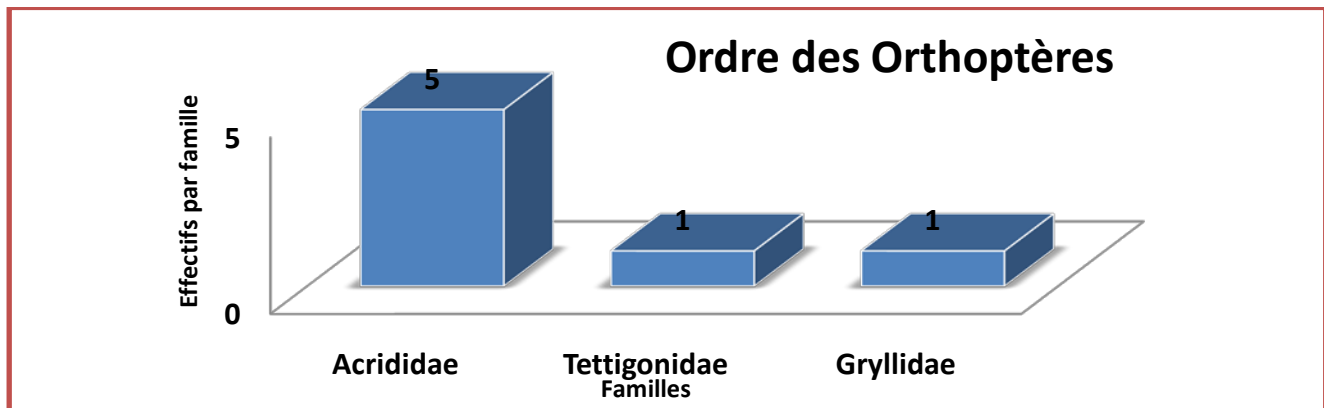 Ordre des Orthoptères
Effectifs par famille
5
0
5
1
1
Acrididae
Tettigonidae
Gryllidae
Familles